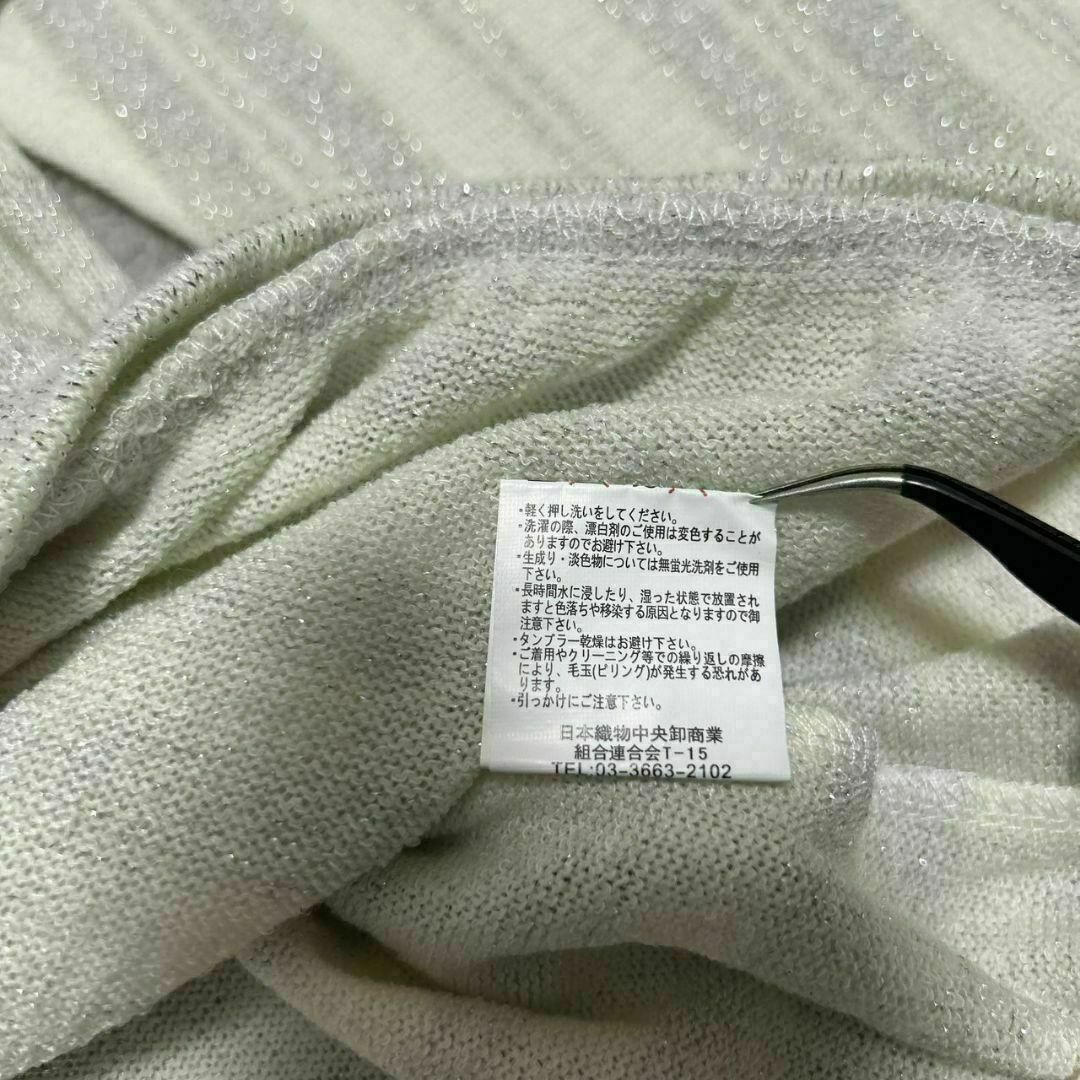 ・軽く押し洗いをしてください。
・洗濯の際、漂白剤のご使用は変色することが
ありますのでお避け下さい。
・生成り・淡色物については無蛍光洗剤をご使用
下さい。
・長時間水に浸したり、湿った状態で放置され
ますと色落ちや移染する原因となりますので御
注意下さい。
・タンブラー乾燥はお避け下さい。
・ご着用やクリーニング等での繰り返しの摩擦
により、毛玉(ピリング)が発生する恐れがあ
ります。
・引っかけにご注意下さい。
日本織物中央卸商業
組合連合会T-15
TEL:03-3663-2102